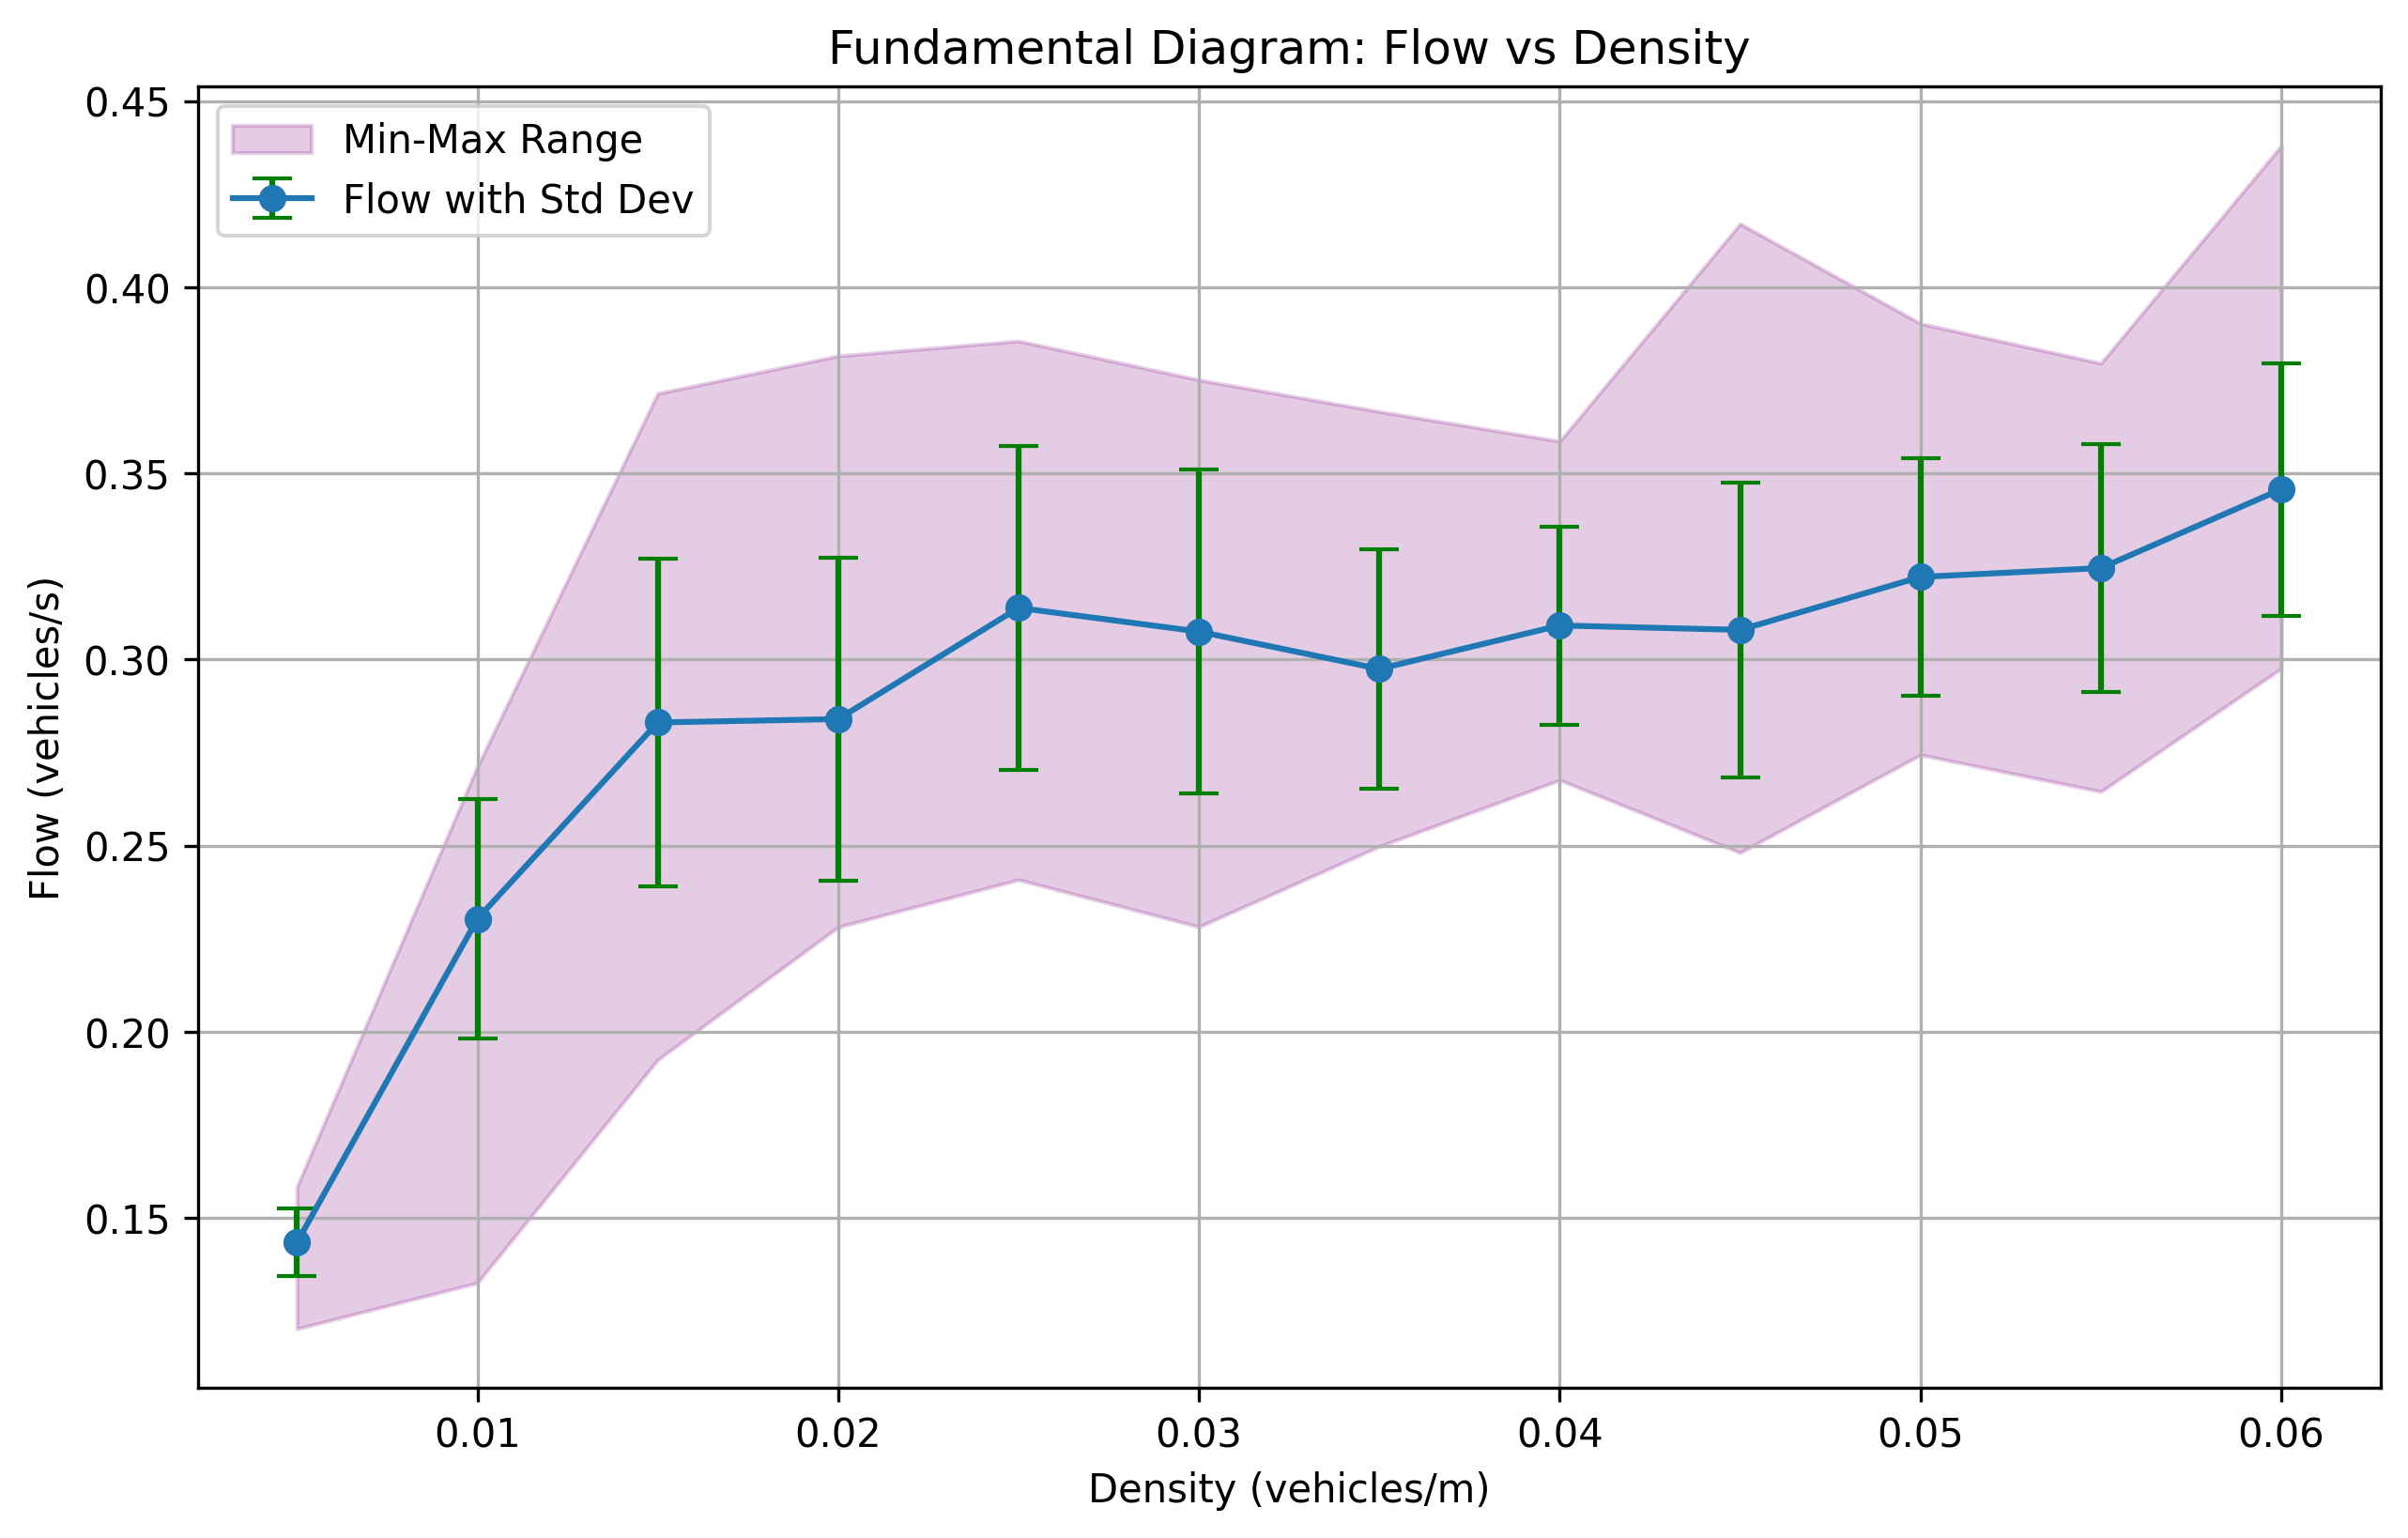 Fundamental Diagram: Flow vs Density
Min-Max Range
Flow with Std Dev
0.45
0.40
0.35
0.30
0.25
0.20
0.15
Flow (vehicles/s)
0.01 0.02 0.03 0.04 0.05 0.06
Density (vehicles/m)